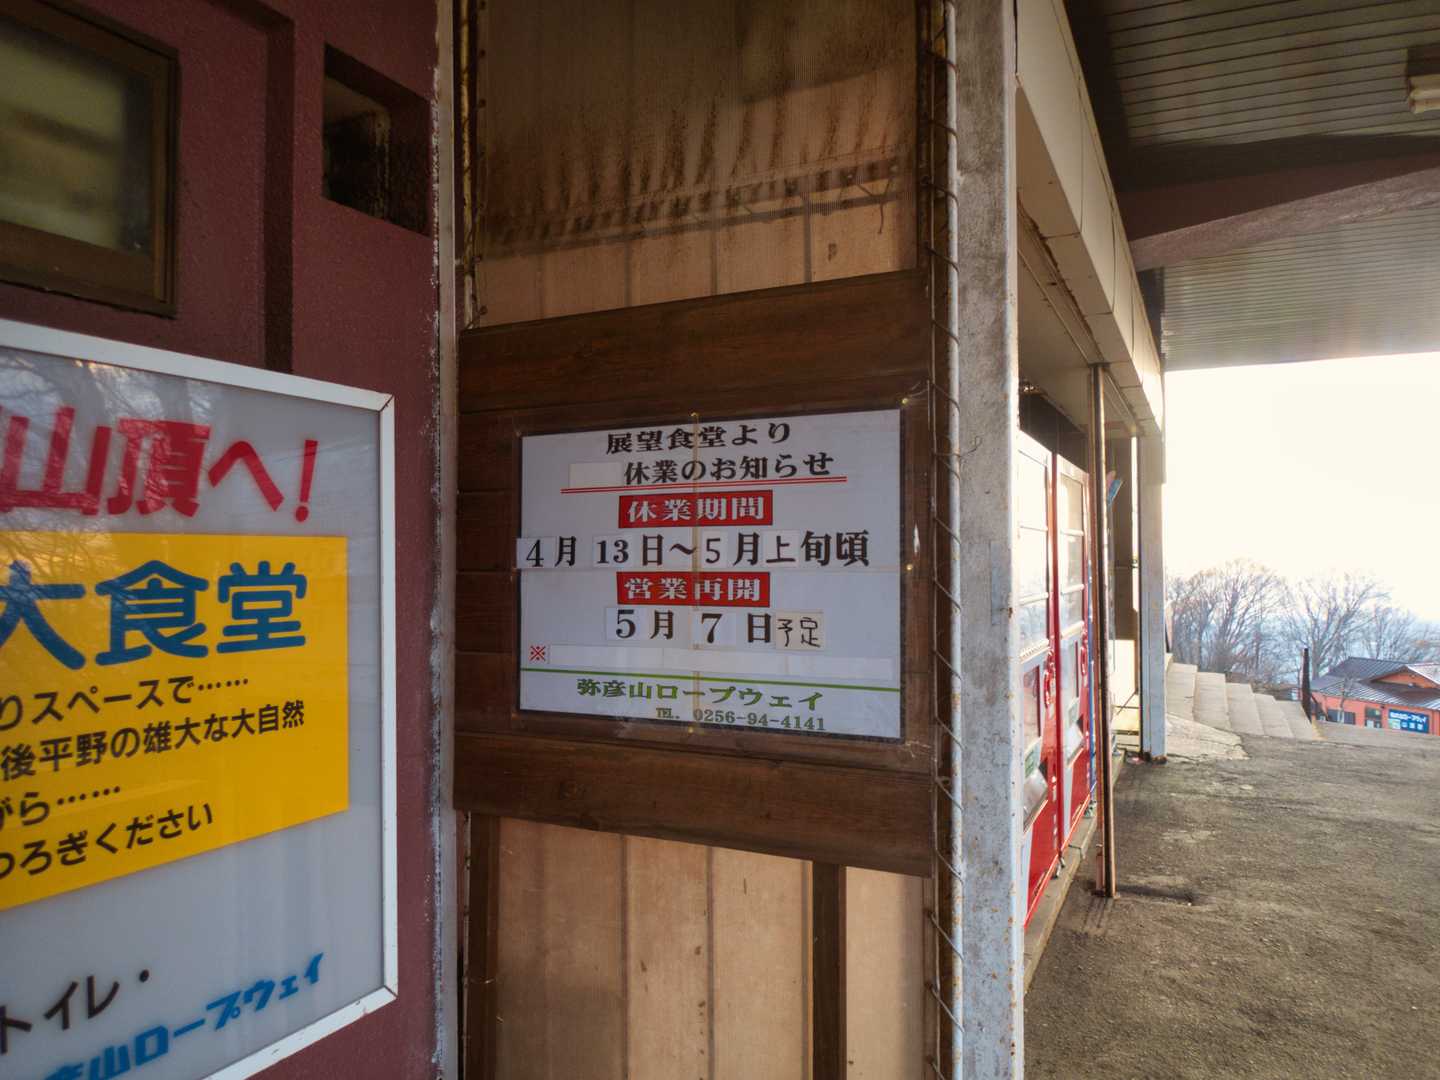 山頂へ！
大食堂
りスペースで……
後平野の雄大な大自然
がら……
つろぎください
トイレ・
彦山ロープウェイ
展望食堂より
休業のお知らせ
休業期間
4月13日～5月上旬頃
営業再開
5月7日予定
※
弥彦山ロープウェイ
TEL. 0256-94-4141